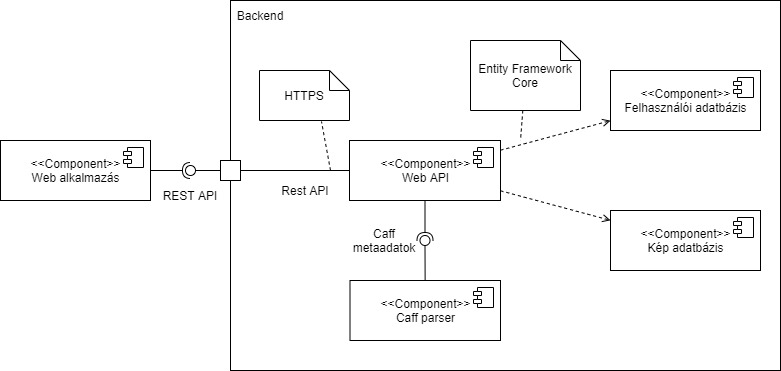 Backend
HTTPS
Entity Framework
Core
<<Component>>
Felhasználói adatbázis
<<Component>>
Web alkalmazás
REST API
Rest API
<<Component>>
Web API
Caff
metaadatok
<<Component>>
Kép adatbázis
<<Component>>
Caff parser